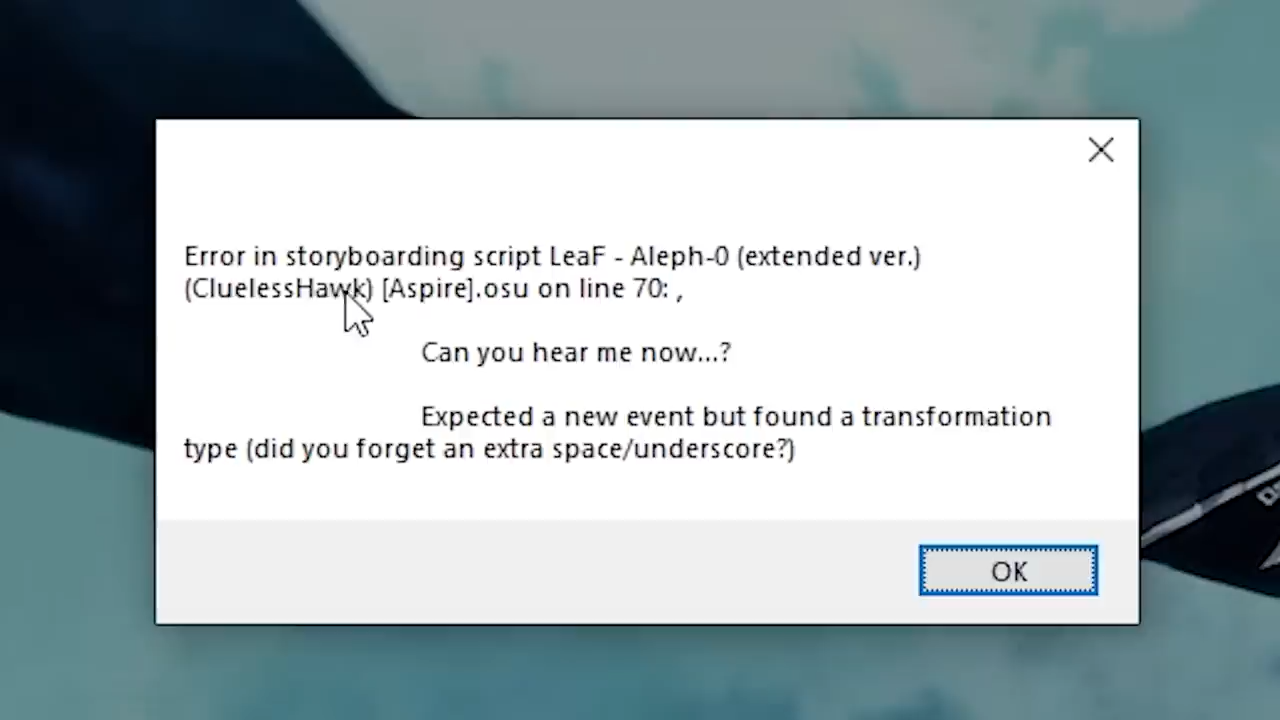 Error in storyboarding script LeaF - Aleph-0 (extended ver.)
(CluelessHawk) [Aspire].osu on line 70: ,
Can you hear me now...?
Expected a new event but found a transformation
type (did you forget an extra space/underscore?)
OK